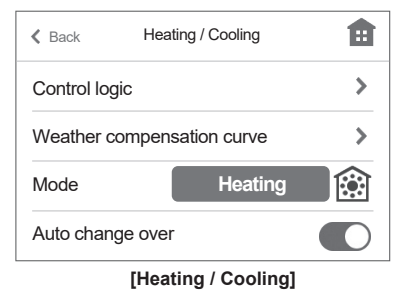 Back Heating / Cooling
Control logic
Weather compensation curve
Mode Heating
Auto change over
[Heating / Cooling]